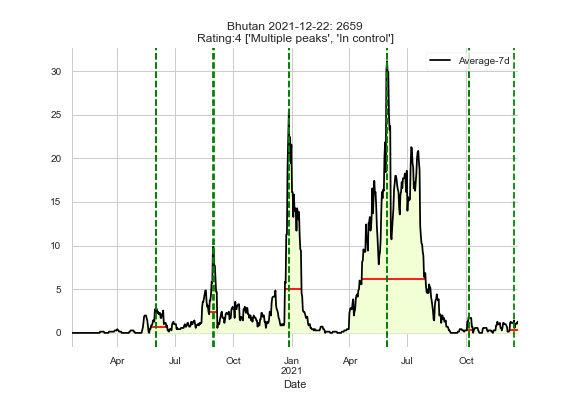 Bhutan 2021-12-22: 2659
Rating:4 ['Multiple peaks', 'In control']
Average-7d
30
25
20
15
10
5
0
Apr Jul Oct Jan Apr Jul Oct
2021
Date